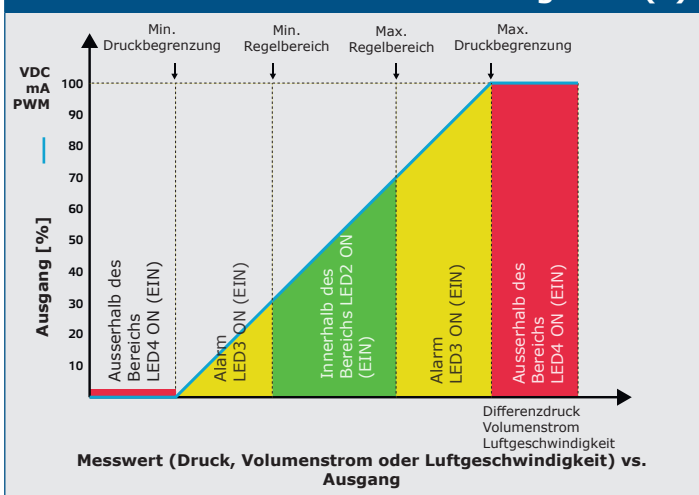 Min.
Druckbegrenzung
Min.
Regelbereich
Max.
Regelbereich
Max.
Druckbegrenzung
VDC
mA
PWM
100
90
80
70
60
50
40
30
20
10
Ausgang [%]
Ausserhalb des
Bereichs
LED4 ON (EIN)
Alarm
LED3 ON (EIN)
Innerhalb des
Bereichs LED2 ON
(EIN)
Alarm
LED3 ON (EIN)
Ausserhalb des
Bereichs
LED4 ON (EIN)
Differenzdruck
Volumenstrom
Luftgeschwindigkeit
Messwert (Druck, Volumenstrom oder Luftgeschwindigkeit) vs.
Ausgang